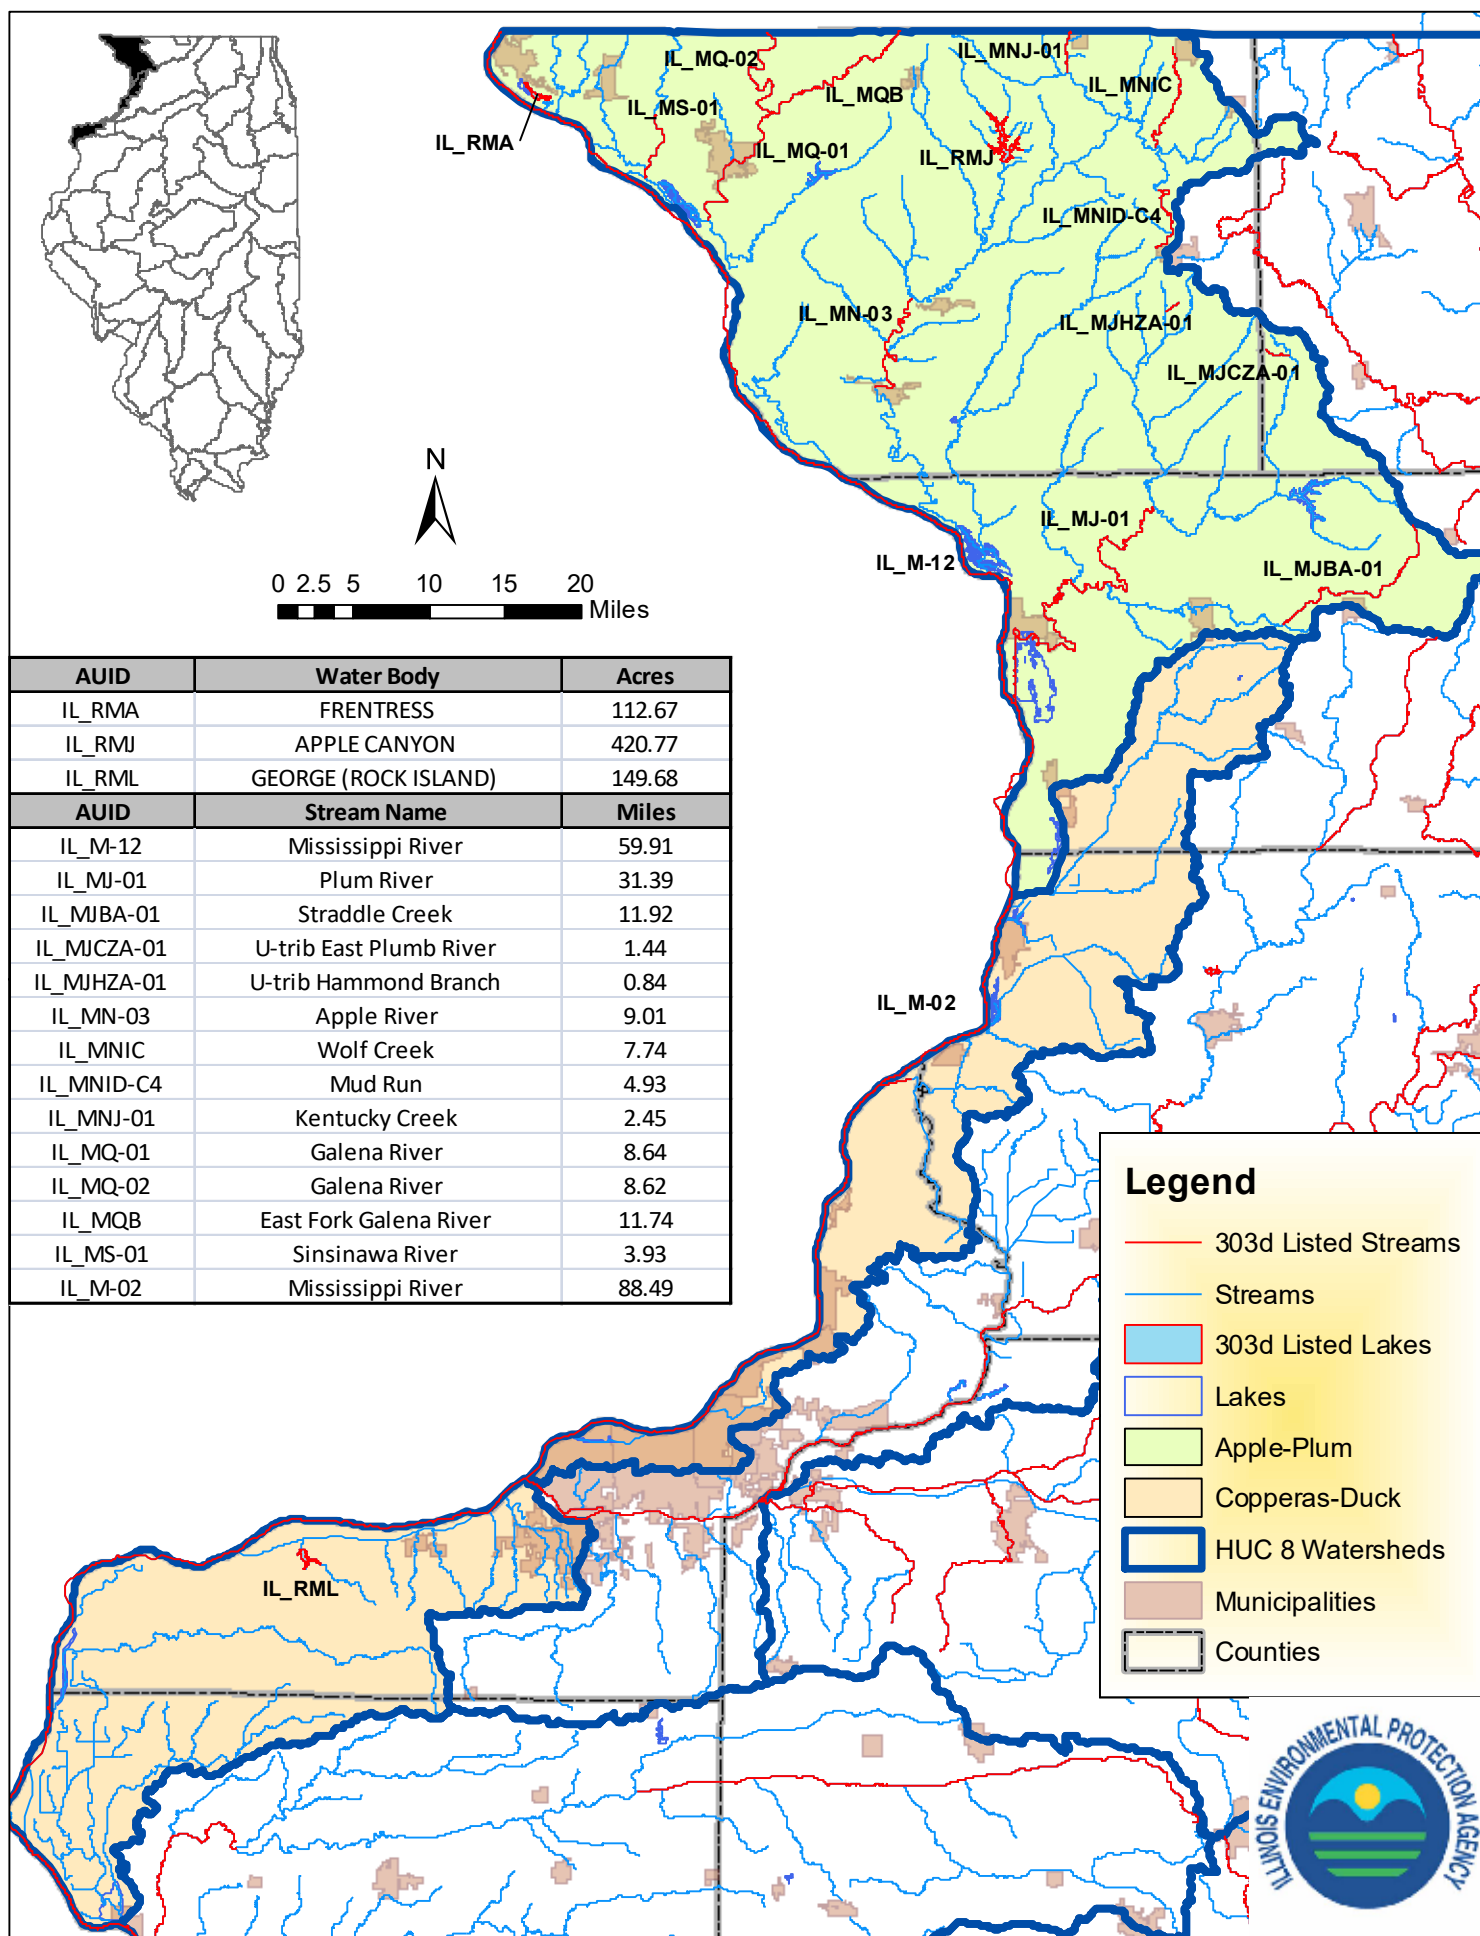 IL_MQ-02
IL_MNJ-01
IL_MQB
IL_MNIC
IL_MS-01
IL_RMA
IL_MQ-01
IL_RMJ
IL_MNID-C4
IL_MN-03
IL_MJHZA-01
IL_MJCZA-01
N
IL_MJ-01
IL_M-12
IL_MJBA-01
0 2.5 5 10 15 20
Miles
AUID Water Body Acres
IL_RMA FRENTRESS 112.67
IL_RMJ APPLE CANYON 420.77
IL_RML GEORGE (ROCK ISLAND) 149.68
AUID Stream Name Miles
IL_M-12 Mississippi River 59.91
IL_MJ-01 Plum River 31.39
IL_MJBA-01 Straddle Creek 11.92
IL_MJCZA-01 U-trib East Plumb River 1.44
IL_MJHZA-01 U-trib Hammond Branch 0.84
IL_MN-03 Apple River 9.01
IL_MNIC Wolf Creek 7.74
IL_MNID-C4 Mud Run 4.93
IL_MNJ-01 Kentucky Creek 2.45
IL_MQ-01 Galena River 8.64
IL_MQ-02 Galena River 8.62
IL_MQB East Fork Galena River 11.74
IL_MS-01 Sinsinawa River 3.93
IL_M-02 Mississippi River 88.49
IL_M-02
IL_RML
Legend
303d Listed Streams
Streams
303d Listed Lakes
Lakes
Apple-Plum
Copperas-Duck
HUC 8 Watersheds
Municipalities
Counties
ILLINOIS ENVIRONMENTAL PROTECTION AGENCY